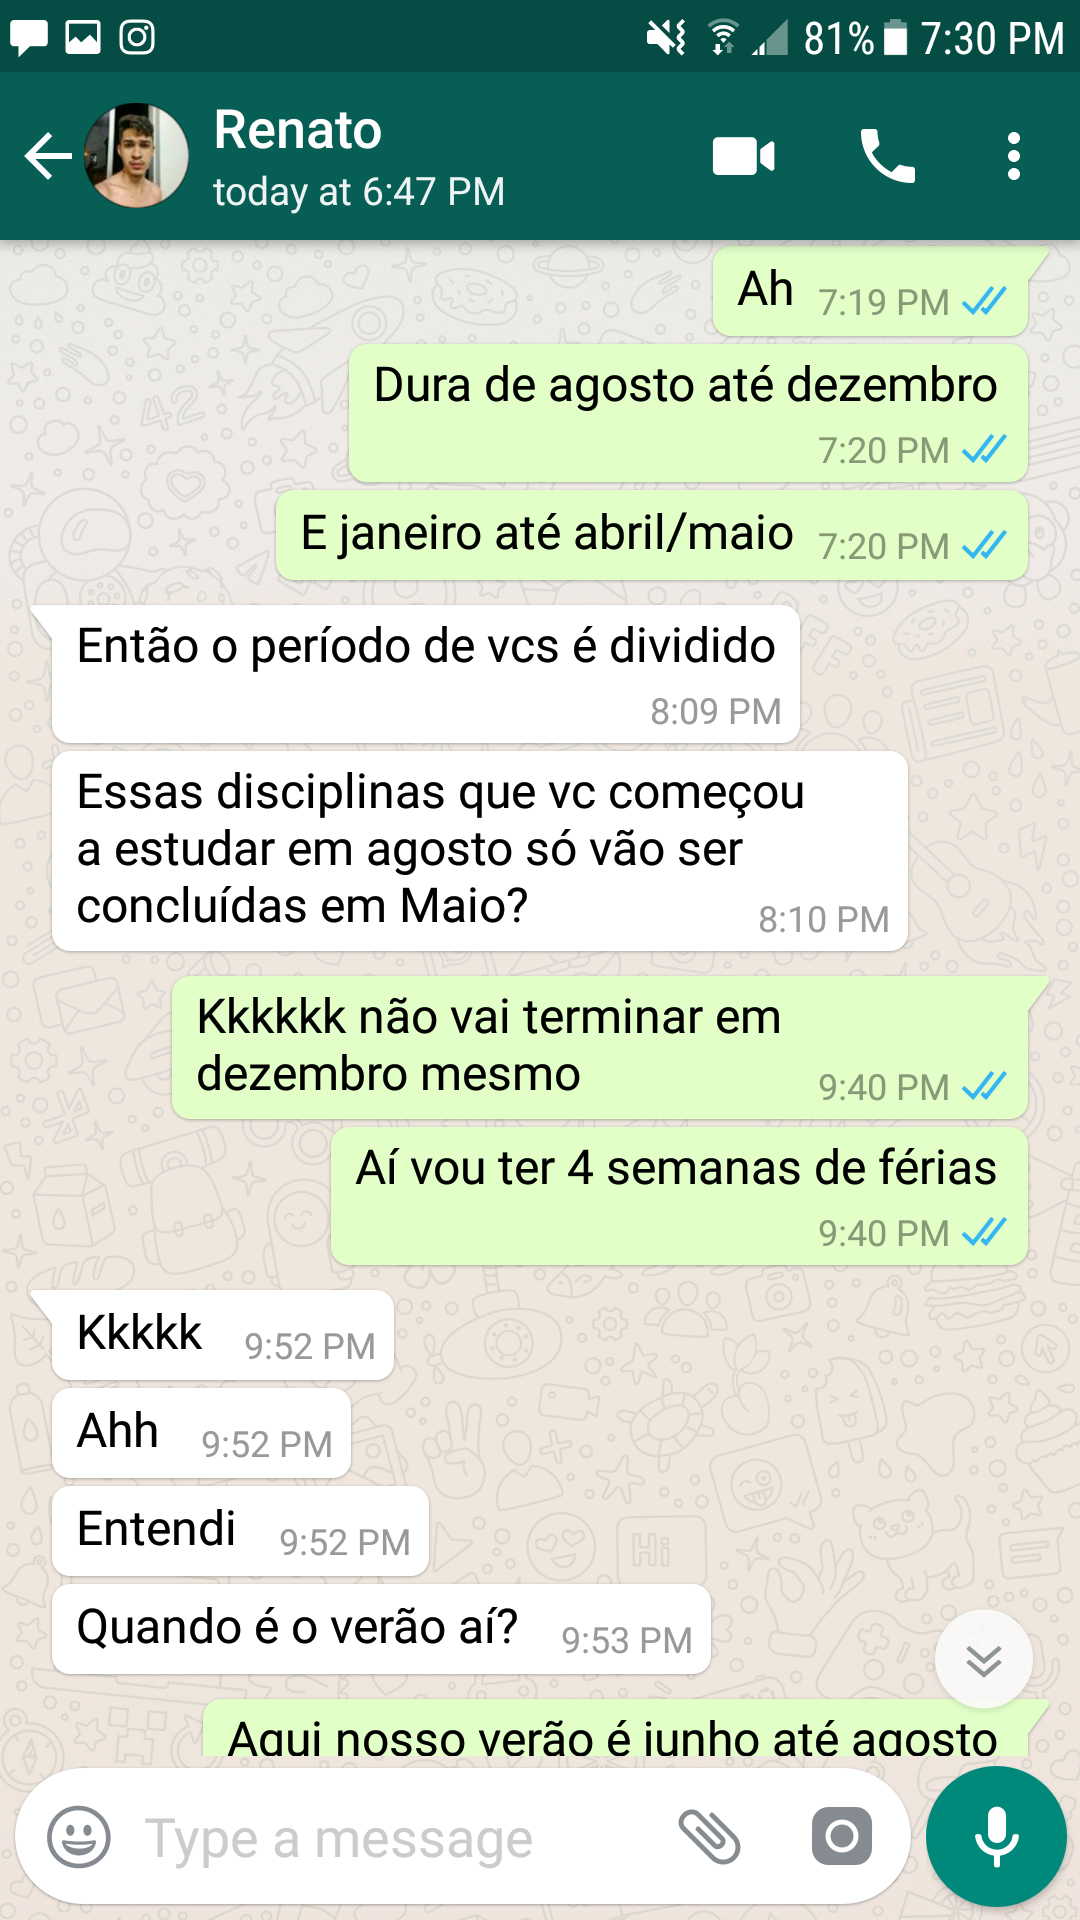 81% 7:30 PM
Renato
today at 6:47 PM
Ah 7:19 PM
Dura de agosto até dezembro
7:20 PM
E janeiro até abril/maio 7:20 PM
Então o período de vcs é dividido
8:09 PM
Essas disciplinas que vc começou
a estudar em agosto só vão ser
concluídas em Maio? 8:10 PM
Kkkkkk não vai terminar em
dezembro mesmo 9:40 PM
Aí vou ter 4 semanas de férias
9:40 PM
Kkkkk 9:52 PM
Ahh 9:52 PM
Entendi 9:52 PM
Quando é o verão aí? 9:53 PM
Aqui nosso verão é junho até agosto
Type a message